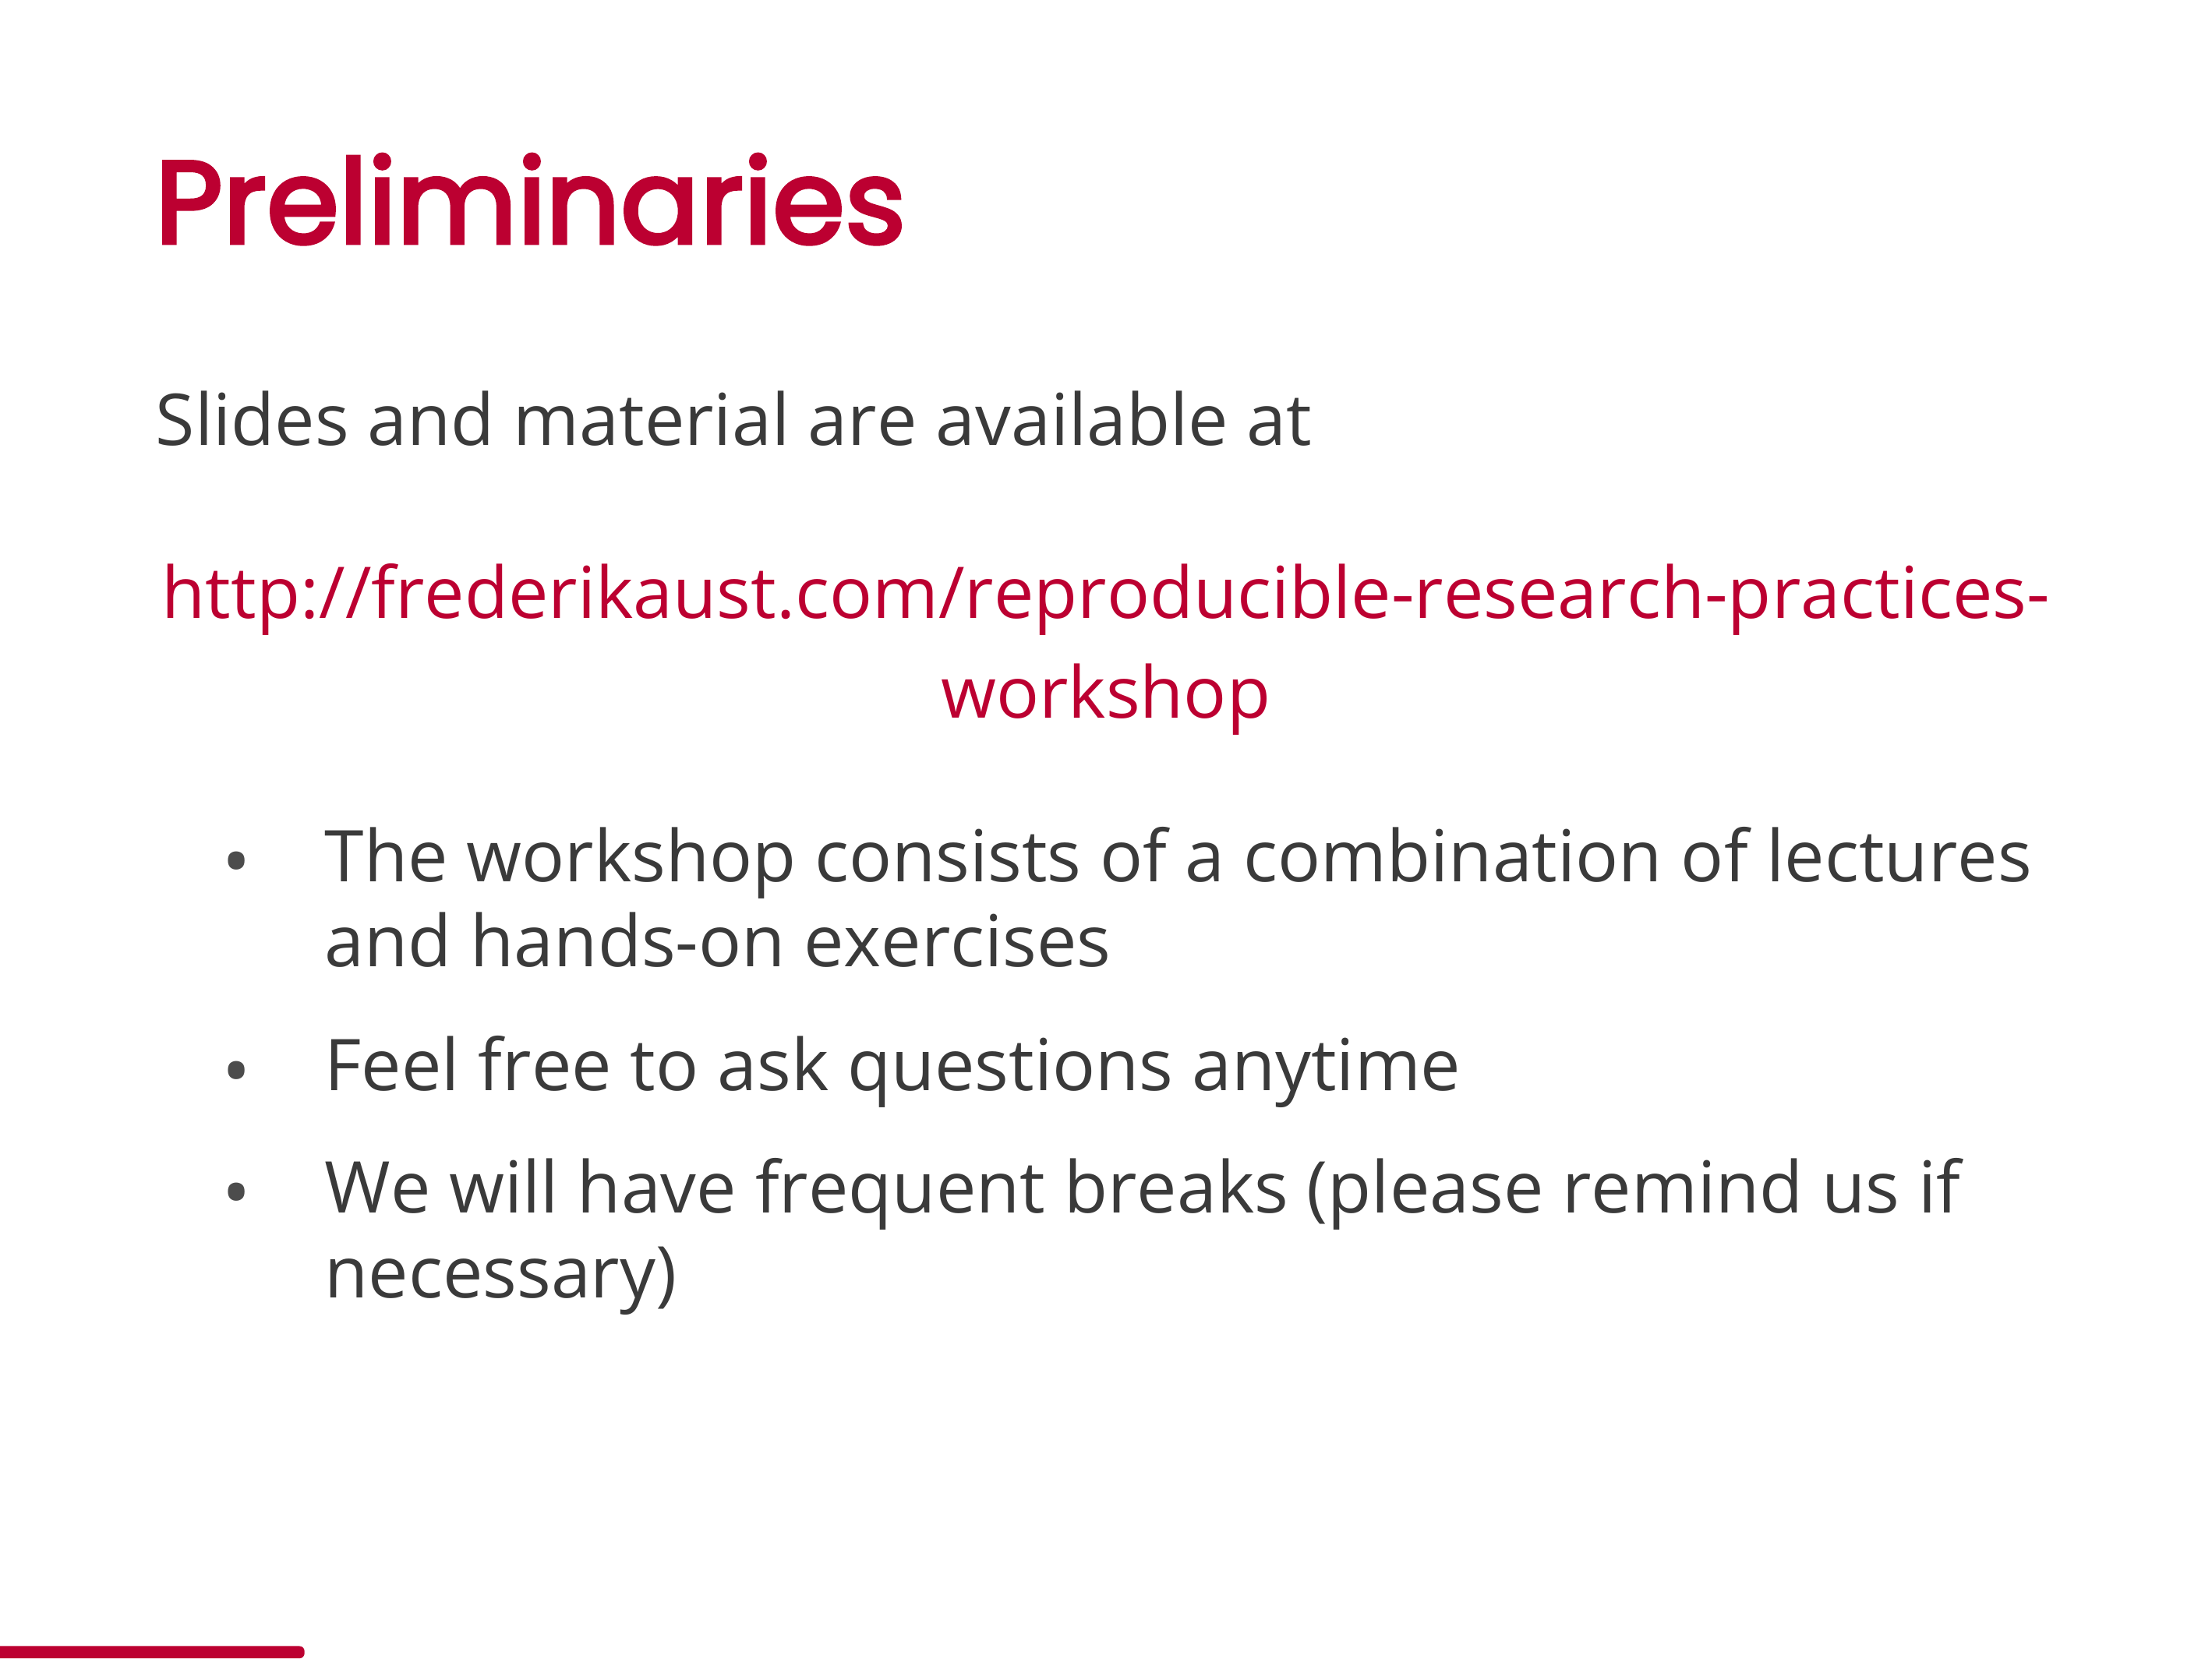 Preliminaries
Slides and material are available at
http://frederikaust.com/reproducible-research-practices-
workshop
• The workshop consists of a combination of lectures
and hands-on exercises
• Feel free to ask questions anytime
• We will have frequent breaks (please remind us if
necessary)